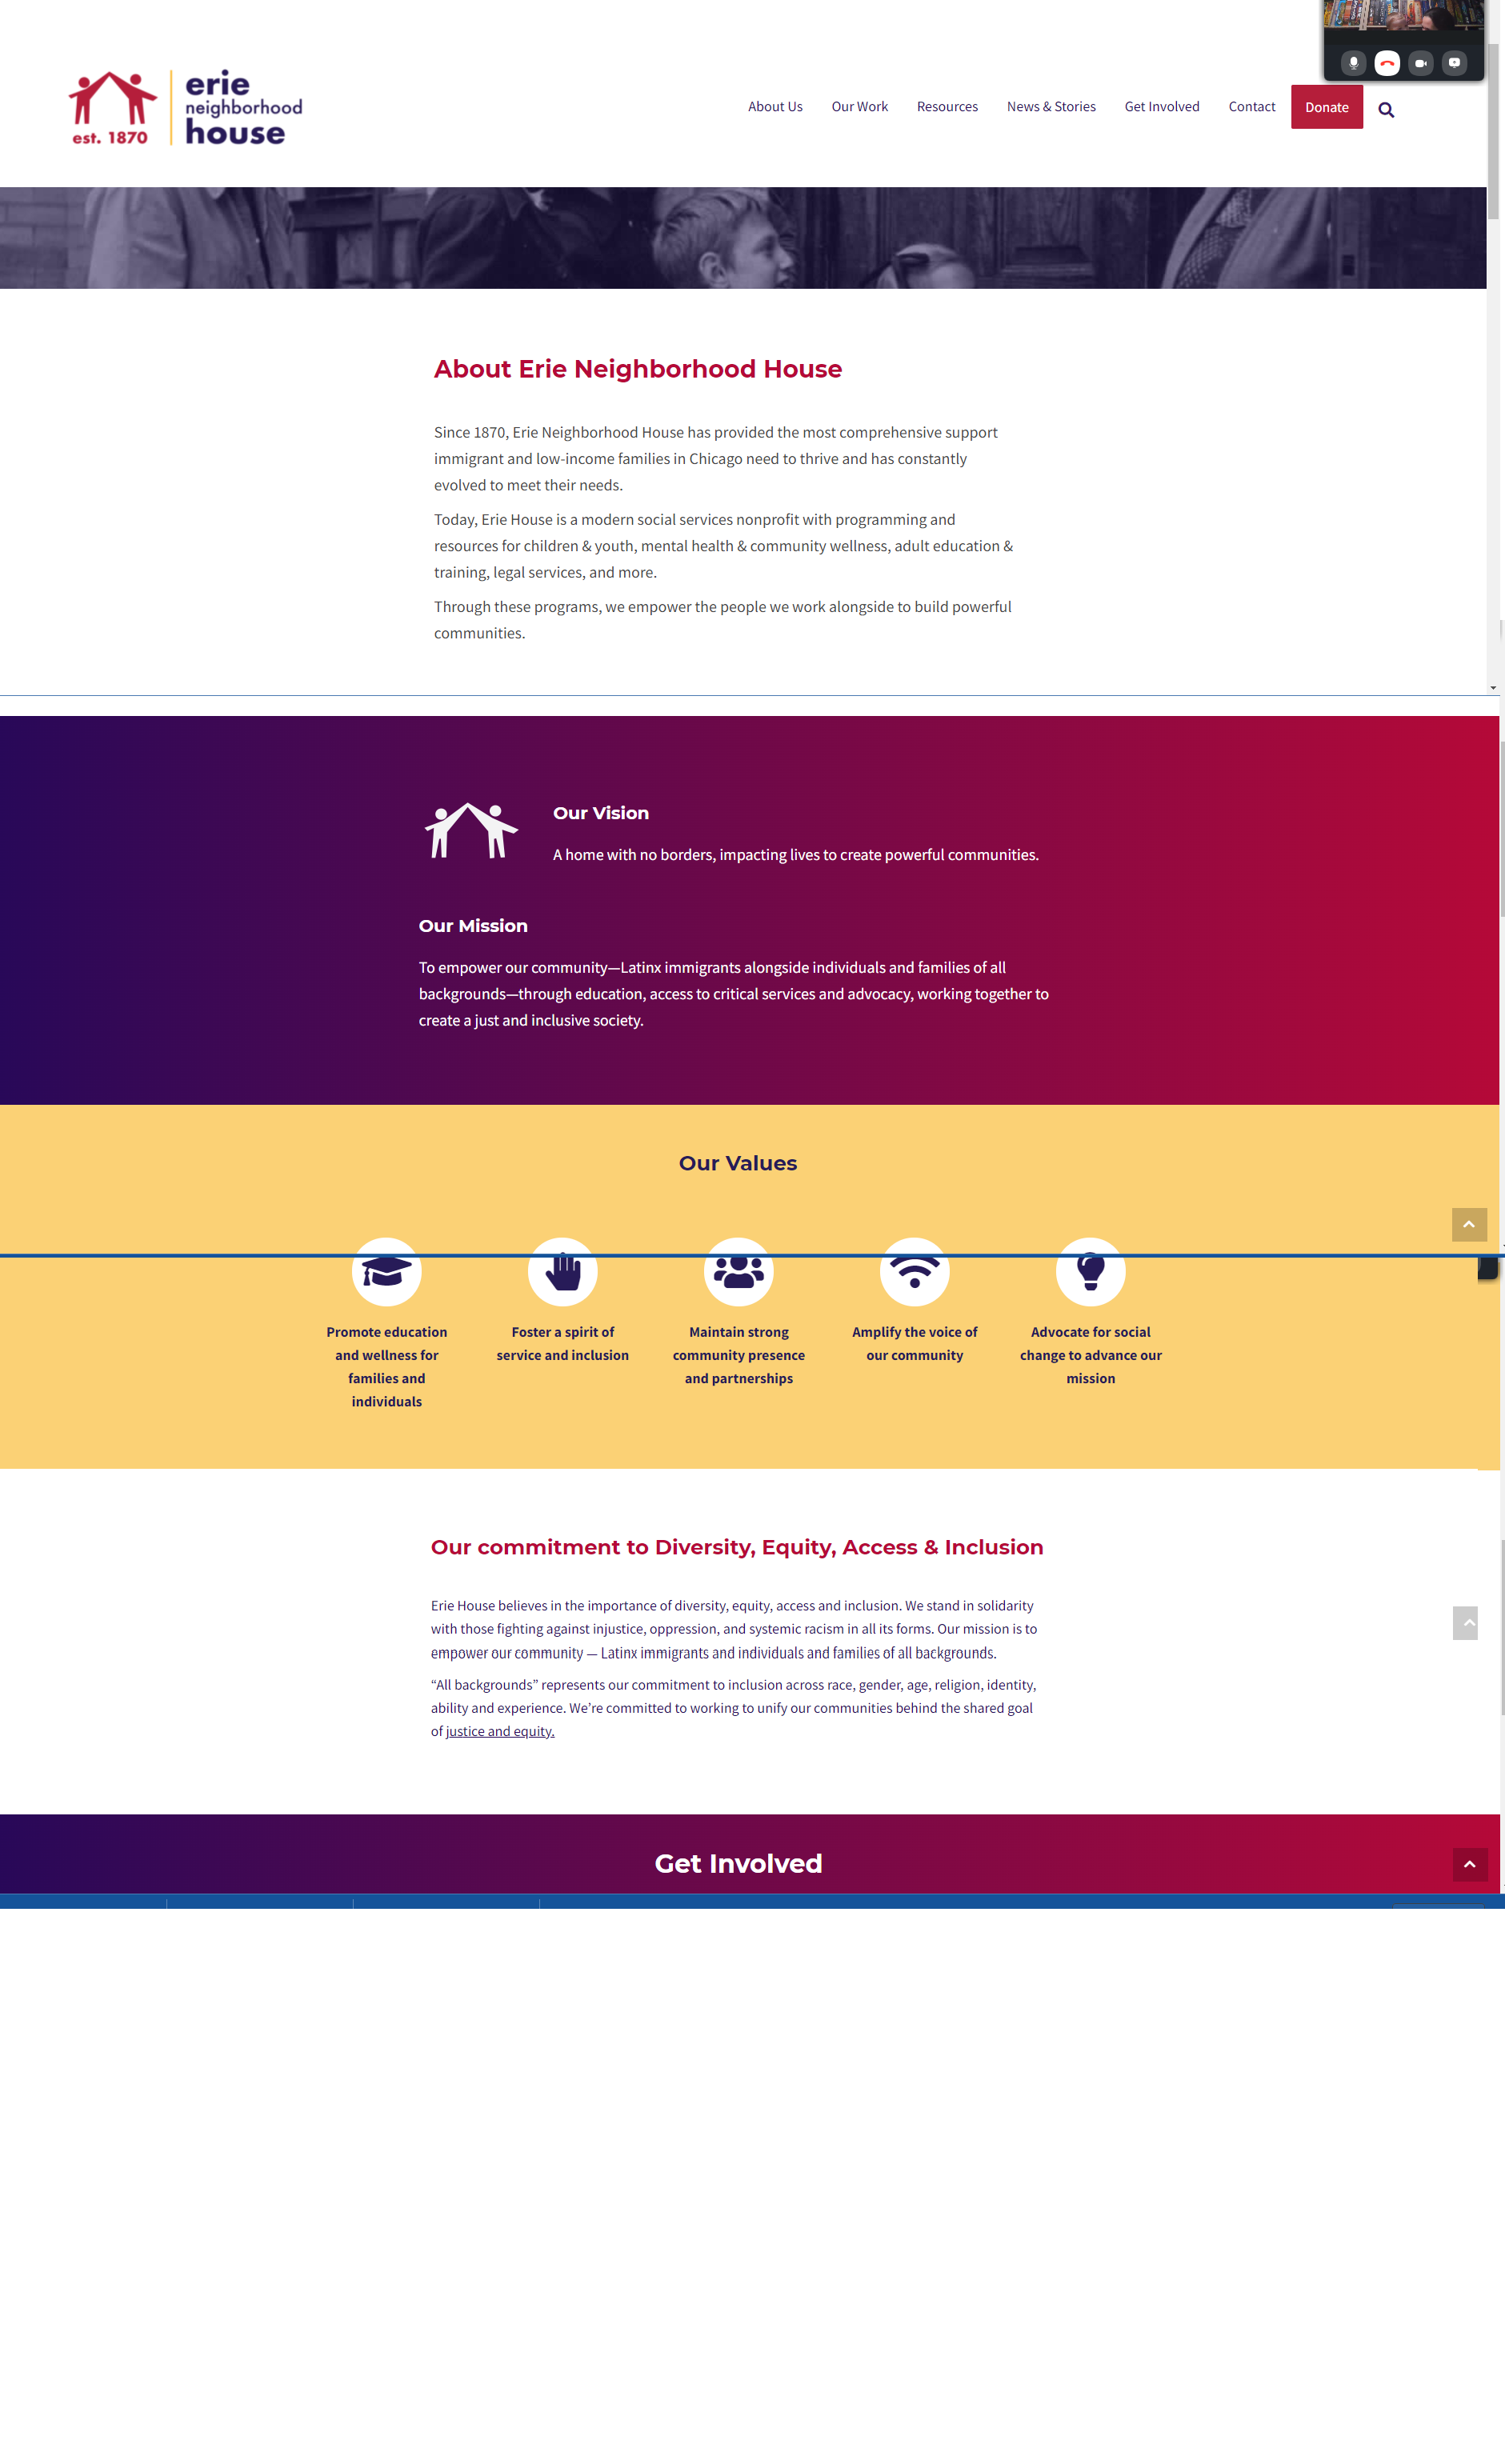 erie
neighborhood
house
est. 1870
About Us Our Work Resources News & Stories Get Involved Contact Donate
About Erie Neighborhood House
Since 1870, Erie Neighborhood House has provided the most comprehensive support
immigrant and low-income families in Chicago need to thrive and has constantly
evolved to meet their needs.
Today, Erie House is a modern social services nonprofit with programming and
resources for children & youth, mental health & community wellness, adult education &
training, legal services, and more.
Through these programs, we empower the people we work alongside to build powerful
communities.
Our Vision
A home with no borders, impacting lives to create powerful communities.
Our Mission
To empower our community—Latinx immigrants alongside individuals and families of all
backgrounds—through education, access to critical services and advocacy, working together to
create a just and inclusive society.
Our Values
Promote education
and wellness for
families and
individuals
Foster a spirit of
service and inclusion
Maintain strong
community presence
and partnerships
Amplify the voice of
our community
Advocate for social
change to advance our
mission
Our commitment to Diversity, Equity, Access & Inclusion
Erie House believes in the importance of diversity, equity, access and inclusion. We stand in solidarity
with those fighting against injustice, oppression, and systemic racism in all its forms. Our mission is to
empower our community — Latinx immigrants and individuals and families of all backgrounds.
“All backgrounds” represents our commitment to inclusion across race, gender, age, religion, identity,
ability and experience. We’re committed to working to unify our communities behind the shared goal
of justice and equity.
Get Involved